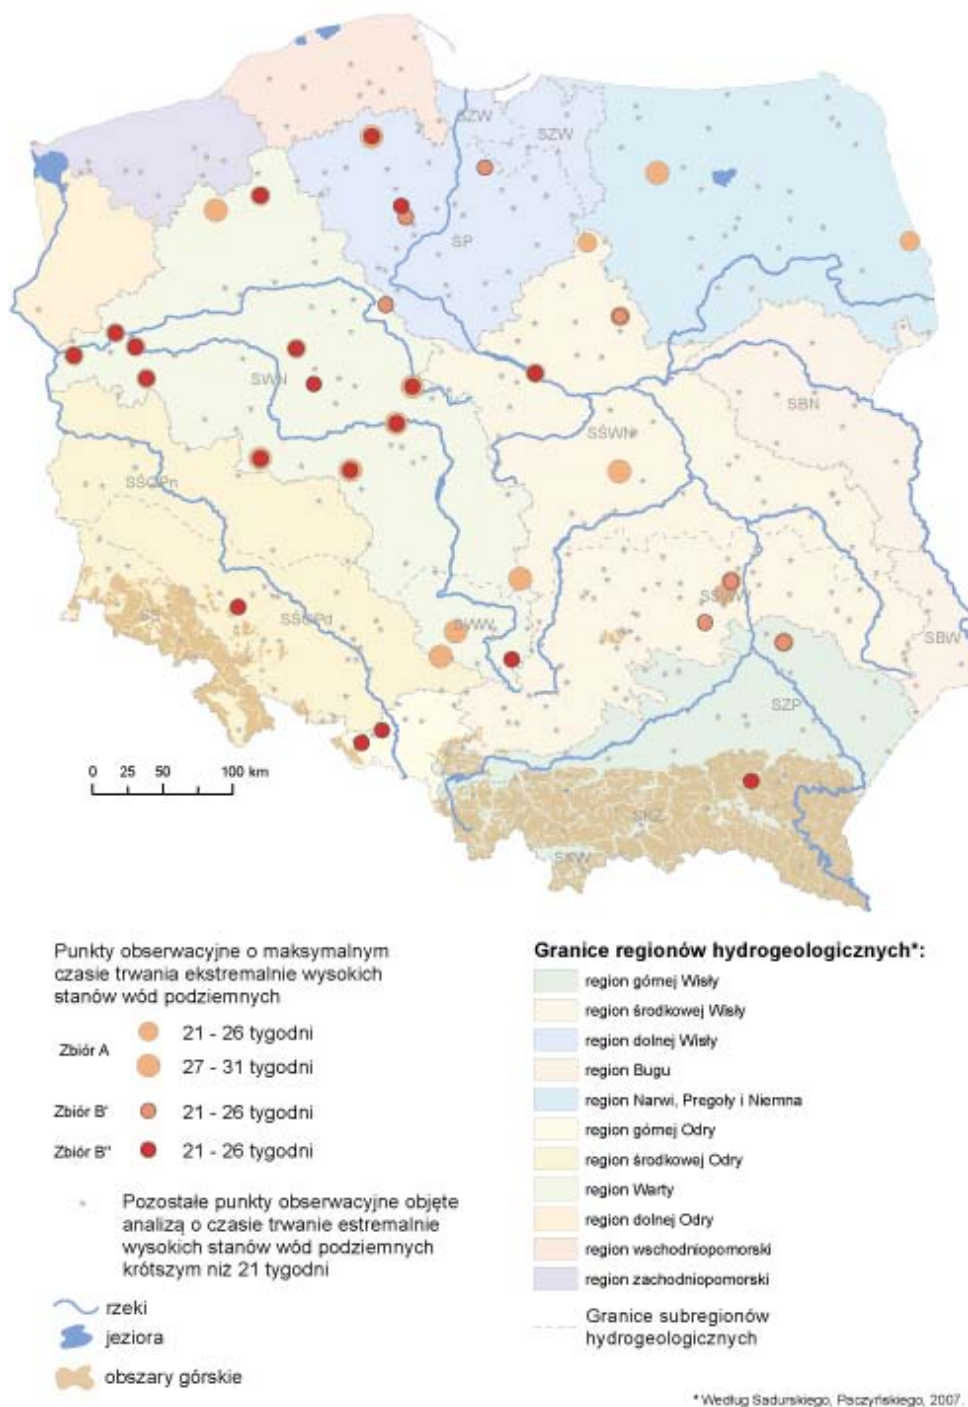 SZW
SZW
SP
SWN
SBN
SŚWN
SWW
SBW
SZP
SKZ
0 25 50 100 km
Punkty obserwacyjne o maksymalnym
czasie trwania ekstremalnie wysokich
stanów wód podziemnych
Zbiór A
21 - 26 tygodni
27 - 31 tygodni
Zbiór B'
21 - 26 tygodni
Zbiór B"
21 - 26 tygodni
Pozostałe punkty obserwacyjne objęte
analizą o czasie trwanie estremalnie
wysokich stanów wód podziemnych
krótszym niż 21 tygodni
rzeki
jeziora
obszary górskie
Granice regionów hydrogeologicznych*:
region górnej Wisły
region środkowej Wisły
region dolnej Wisły
region Bugu
region Narwi, Pregoły i Niemna
region górnej Odry
region środkowej Odry
region Warty
region dolnej Odry
region wschodniopomorski
region zachodniopomorski
Granice subregionów
hydrogeologicznych
* Według Sadurskiego, Paczyńskiego, 2007.